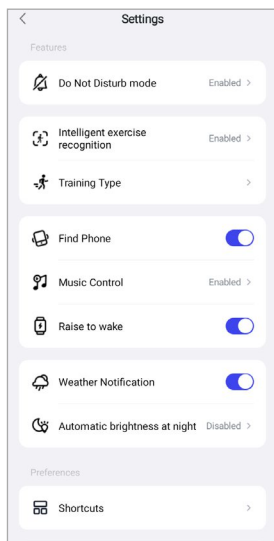 Settings
Features
Do Not Disturb mode Enabled >
Intelligent exercise
recognition Enabled >
Training Type >
Find Phone
Music Control Enabled >
Raise to wake
Weather Notification
Automatic brightness at night Disabled >
Preferences
Shortcuts >